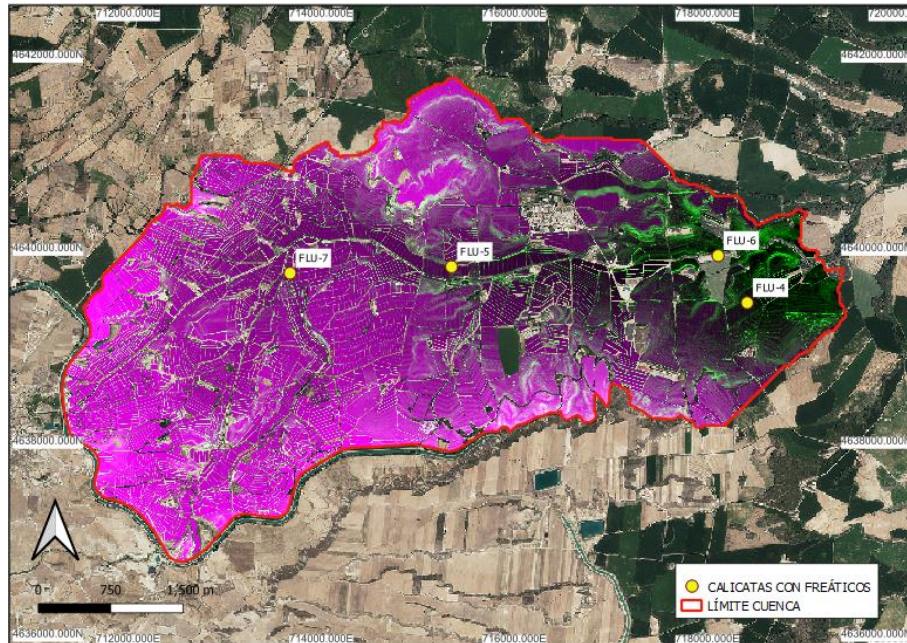 712000.000E 714000.000E 716000.000E 718000.000E 720000
4642000.000N 4642000.000N
4640000.000N 4640000.000N
FLU-6
FLU-7 FLU-5
FLU-4
4638000.000N 4638000.000N
0 750 1,500 m
CALICATAS CON FREÁTICOS
LÍMITE CUENCA
4636000.000N 4636000.000N
712000.000E 714000.000E 716000.000E 718000.000E